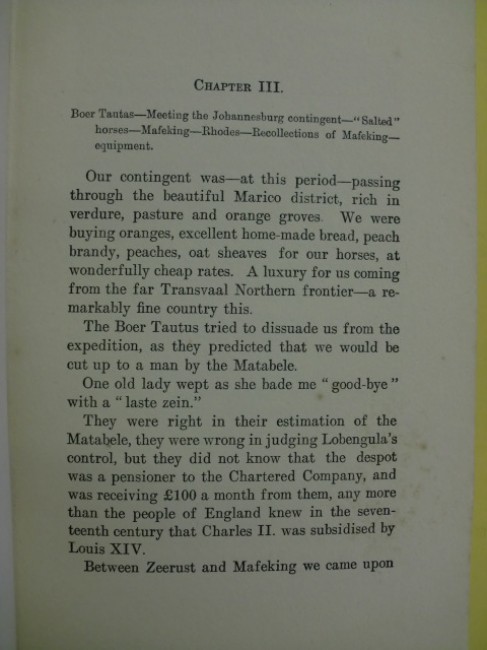 CHAPTER III.
Boer Tautas—Meeting the Johannesburg contingent—"Salted"
horses—Mafeking—Rhodes—Recollections of Mafeking—
equipment.
Our contingent was—at this period—passing
through the beautiful Marico district, rich in
verdure, pasture and orange groves. We were
buying oranges, excellent home-made bread, peach
brandy, peaches, oat sheaves for our horses, at
wonderfully cheap rates. A luxury for us coming
from the far Transvaal Northern frontier—a re-
markably fine country this.
The Boer Tautus tried to dissuade us from the
expedition, as they predicted that we would be
cut up to a man by the Matabele.
One old lady wept as she bade me "good-bye"
with a "laste zein."
They were right in their estimation of the
Matabele, they were wrong in judging Lobengula's
control, but they did not know that the despot
was a pensioner to the Chartered Company, and
was receiving £100 a month from them, any more
than the people of England knew in the seven-
teenth century that Charles II. was subsidised by
Louis XIV.
Between Zeerust and Mafeking we came upon